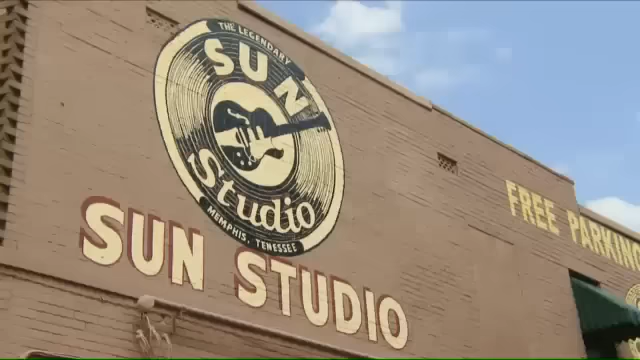 THE LEGENDARY
SUN
Studio
MEMPHIS, TENESSEE
SUN STUDIO
FREE PARKING